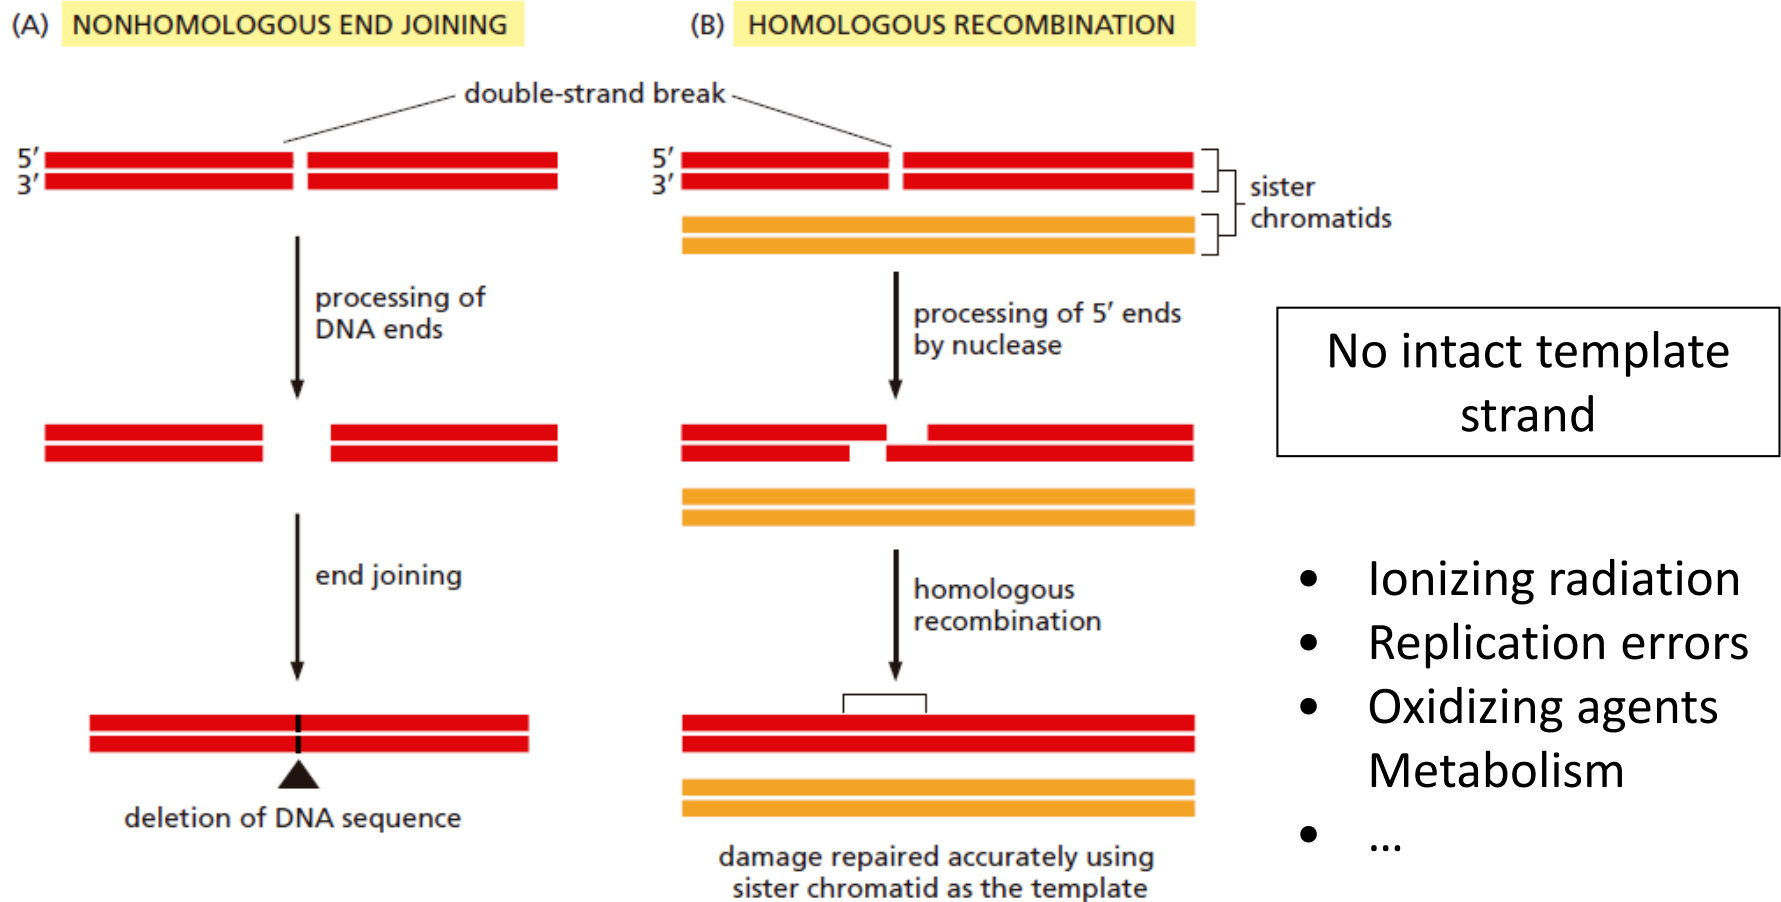 (A) NONHOMOLOGOUS END JOINING
(B) HOMOLOGOUS RECOMBINATION
double-strand break
5′
3′
5′
3′
sister
chromatids
processing of
DNA ends
processing of 5′ ends
by nuclease
end joining
homologous
recombination
deletion of DNA sequence
damage repaired accurately using
sister chromatid as the template
No intact template
strand
• Ionizing radiation
• Replication errors
• Oxidizing agents
Metabolism
• ...